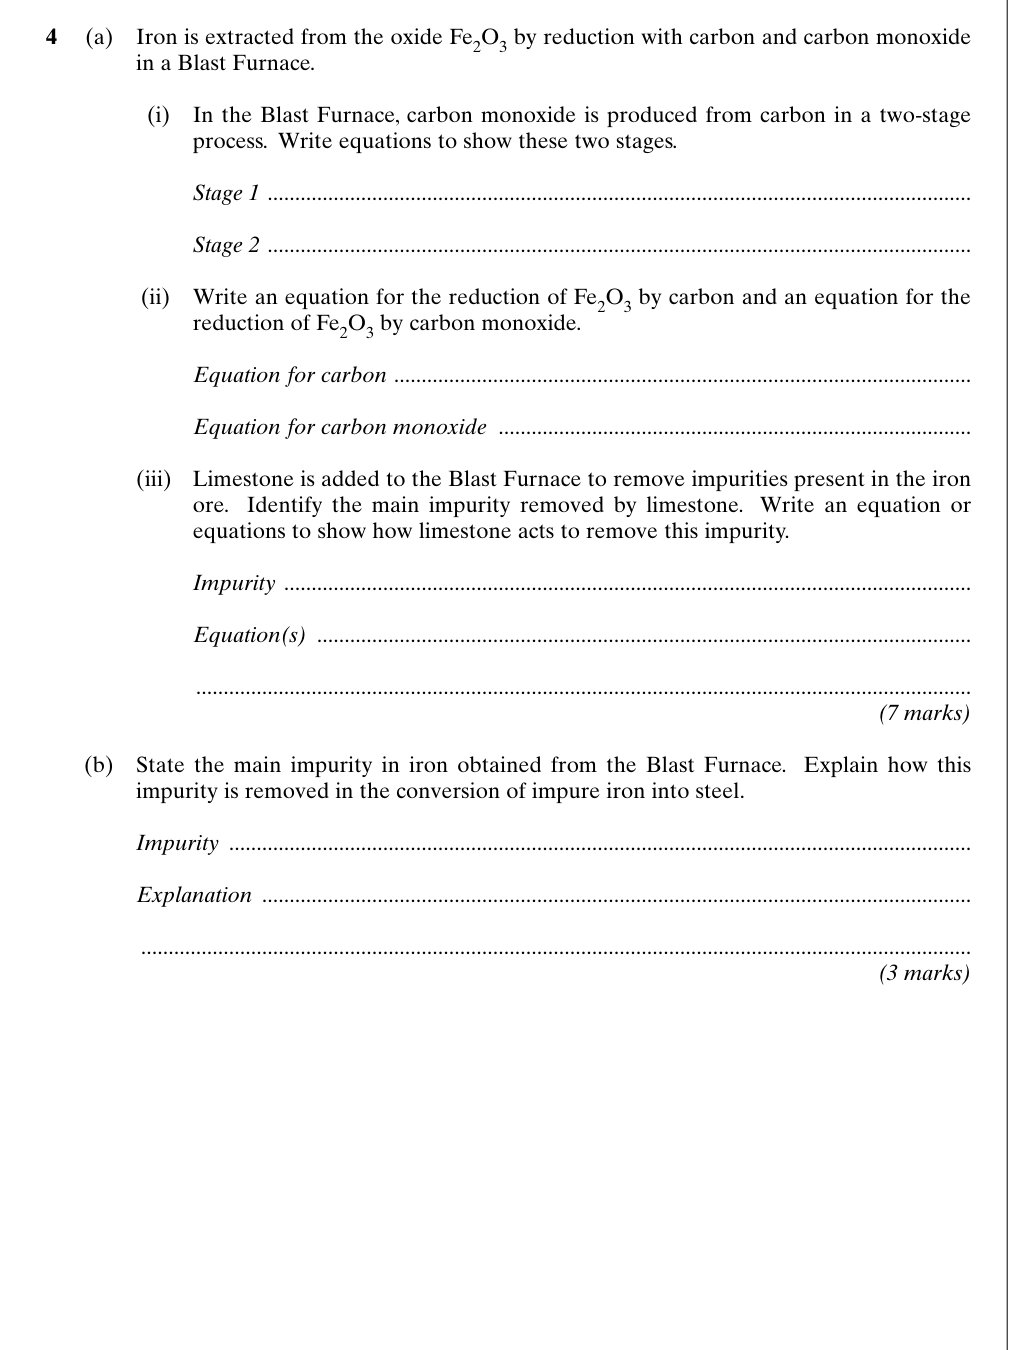 4 (a) Iron is extracted from the oxide Fe₂O₃ by reduction with carbon and carbon monoxide
in a Blast Furnace.
(i) In the Blast Furnace, carbon monoxide is produced from carbon in a two-stage
process. Write equations to show these two stages.
Stage 1 ................................................................
Stage 2 ................................................................
(ii) Write an equation for the reduction of Fe₂O₃ by carbon and an equation for the
reduction of Fe₂O₃ by carbon monoxide.
Equation for carbon ................................................................
Equation for carbon monoxide ................................................................
(iii) Limestone is added to the Blast Furnace to remove impurities present in the iron
ore. Identify the main impurity removed by limestone. Write an equation or
equations to show how limestone acts to remove this impurity.
Impurity ................................................................
Equation(s) ................................................................
................................................................
(7 marks)
(b) State the main impurity in iron obtained from the Blast Furnace. Explain how this
impurity is removed in the conversion of impure iron into steel.
Impurity ................................................................
Explanation ................................................................
................................................................
(3 marks)